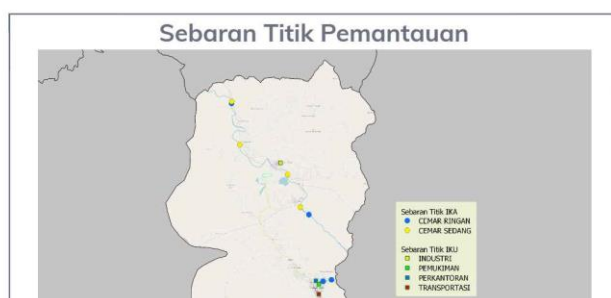 Sebaran Titik Pemantauan
Sebaran Titik IKA
CEMAR RINGAN
CEMAR SEDANG
Sebaran Titik IKU
INDUSTRI
PEMUKIMAN
PERKANTORAN
TRANSPORTASI